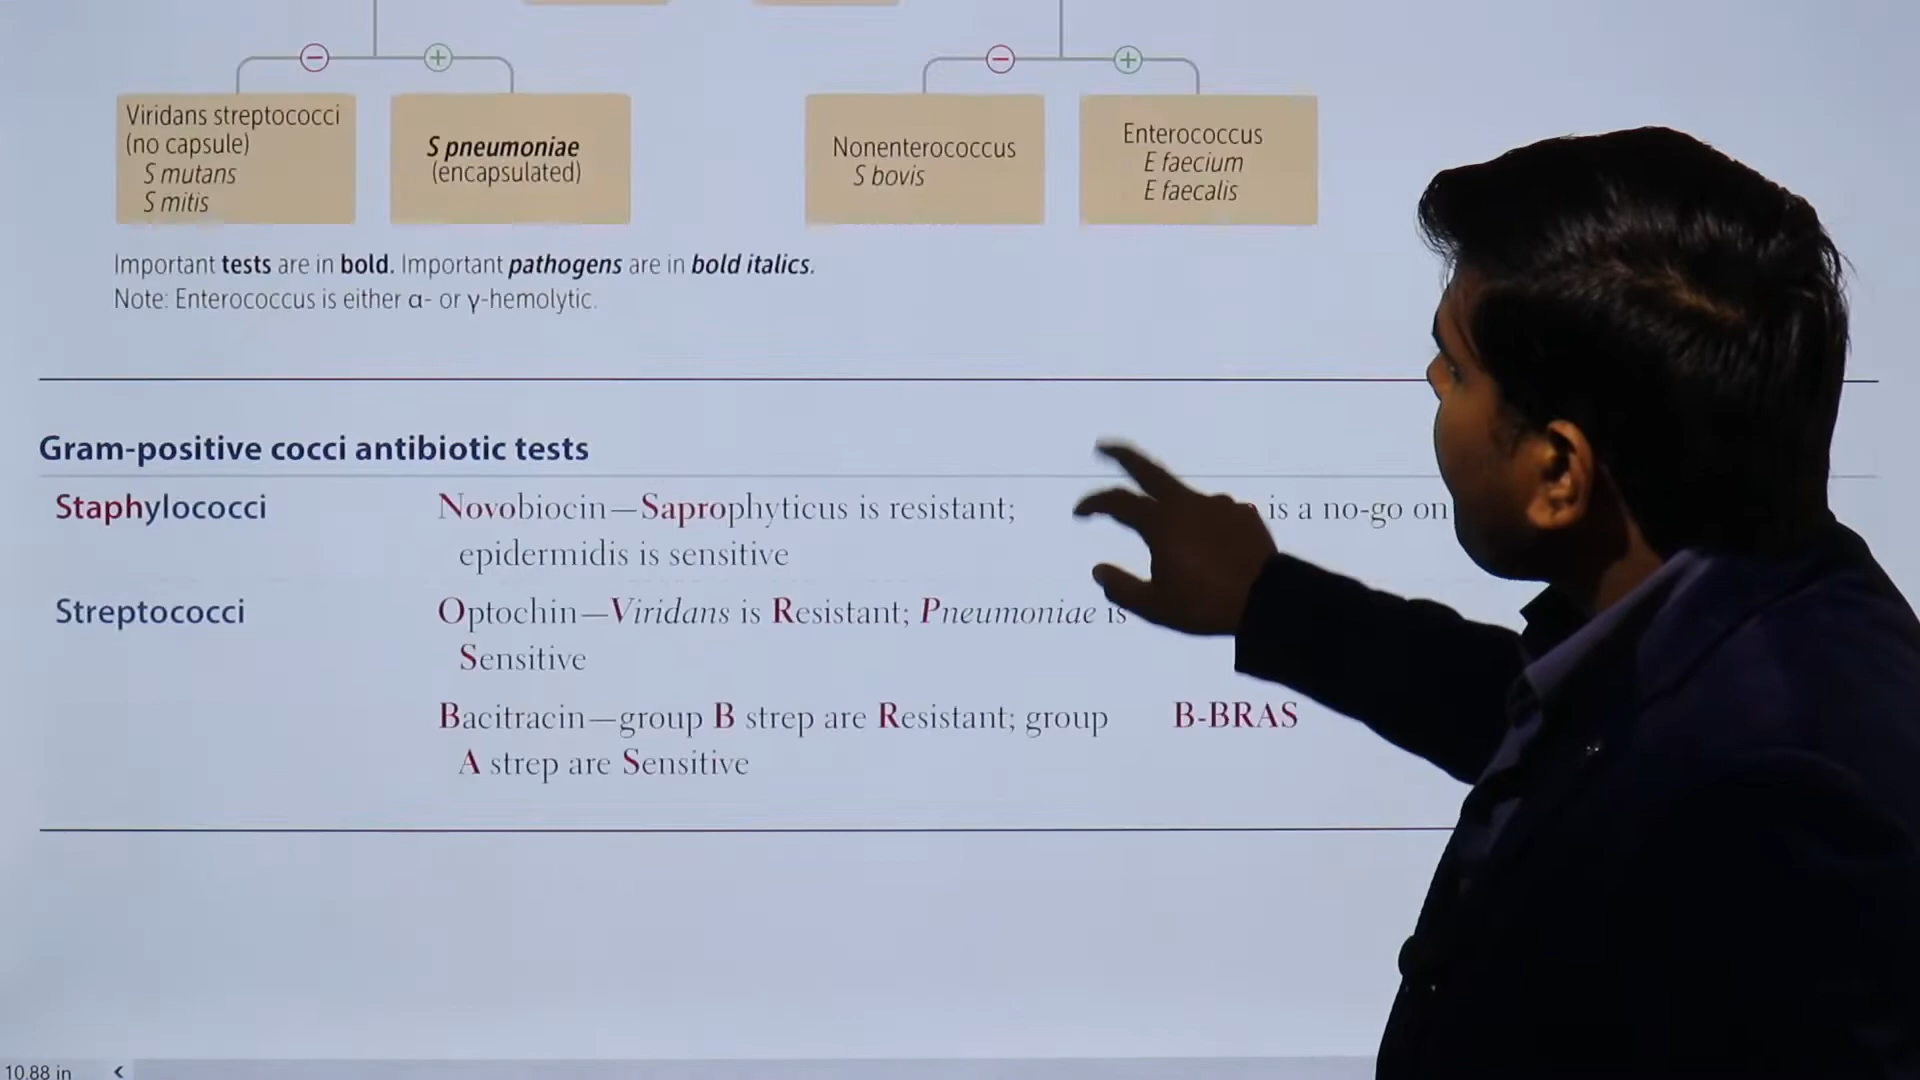 Viridans streptococci
(no capsule)
S mutans
S mitis
S pneumoniae
(encapsulated)
Nonenterococcus
S bovis
Enterococcus
E faecium
E faecalis
Important tests are in bold. Important pathogens are in bold italics.
Note: Enterococcus is either α- or γ-hemolytic.
Gram-positive cocci antibiotic tests
Staphylococci
Novobiocin—Saprophyticus is resistant;
epidermidis is sensitive
is a no-go on
Streptococci
Optochin—Viridans is Resistant; Pneumoniae is
Sensitive
Bacitracin—group B strep are Resistant; group
A strep are Sensitive
B-BRAS
10.88 in